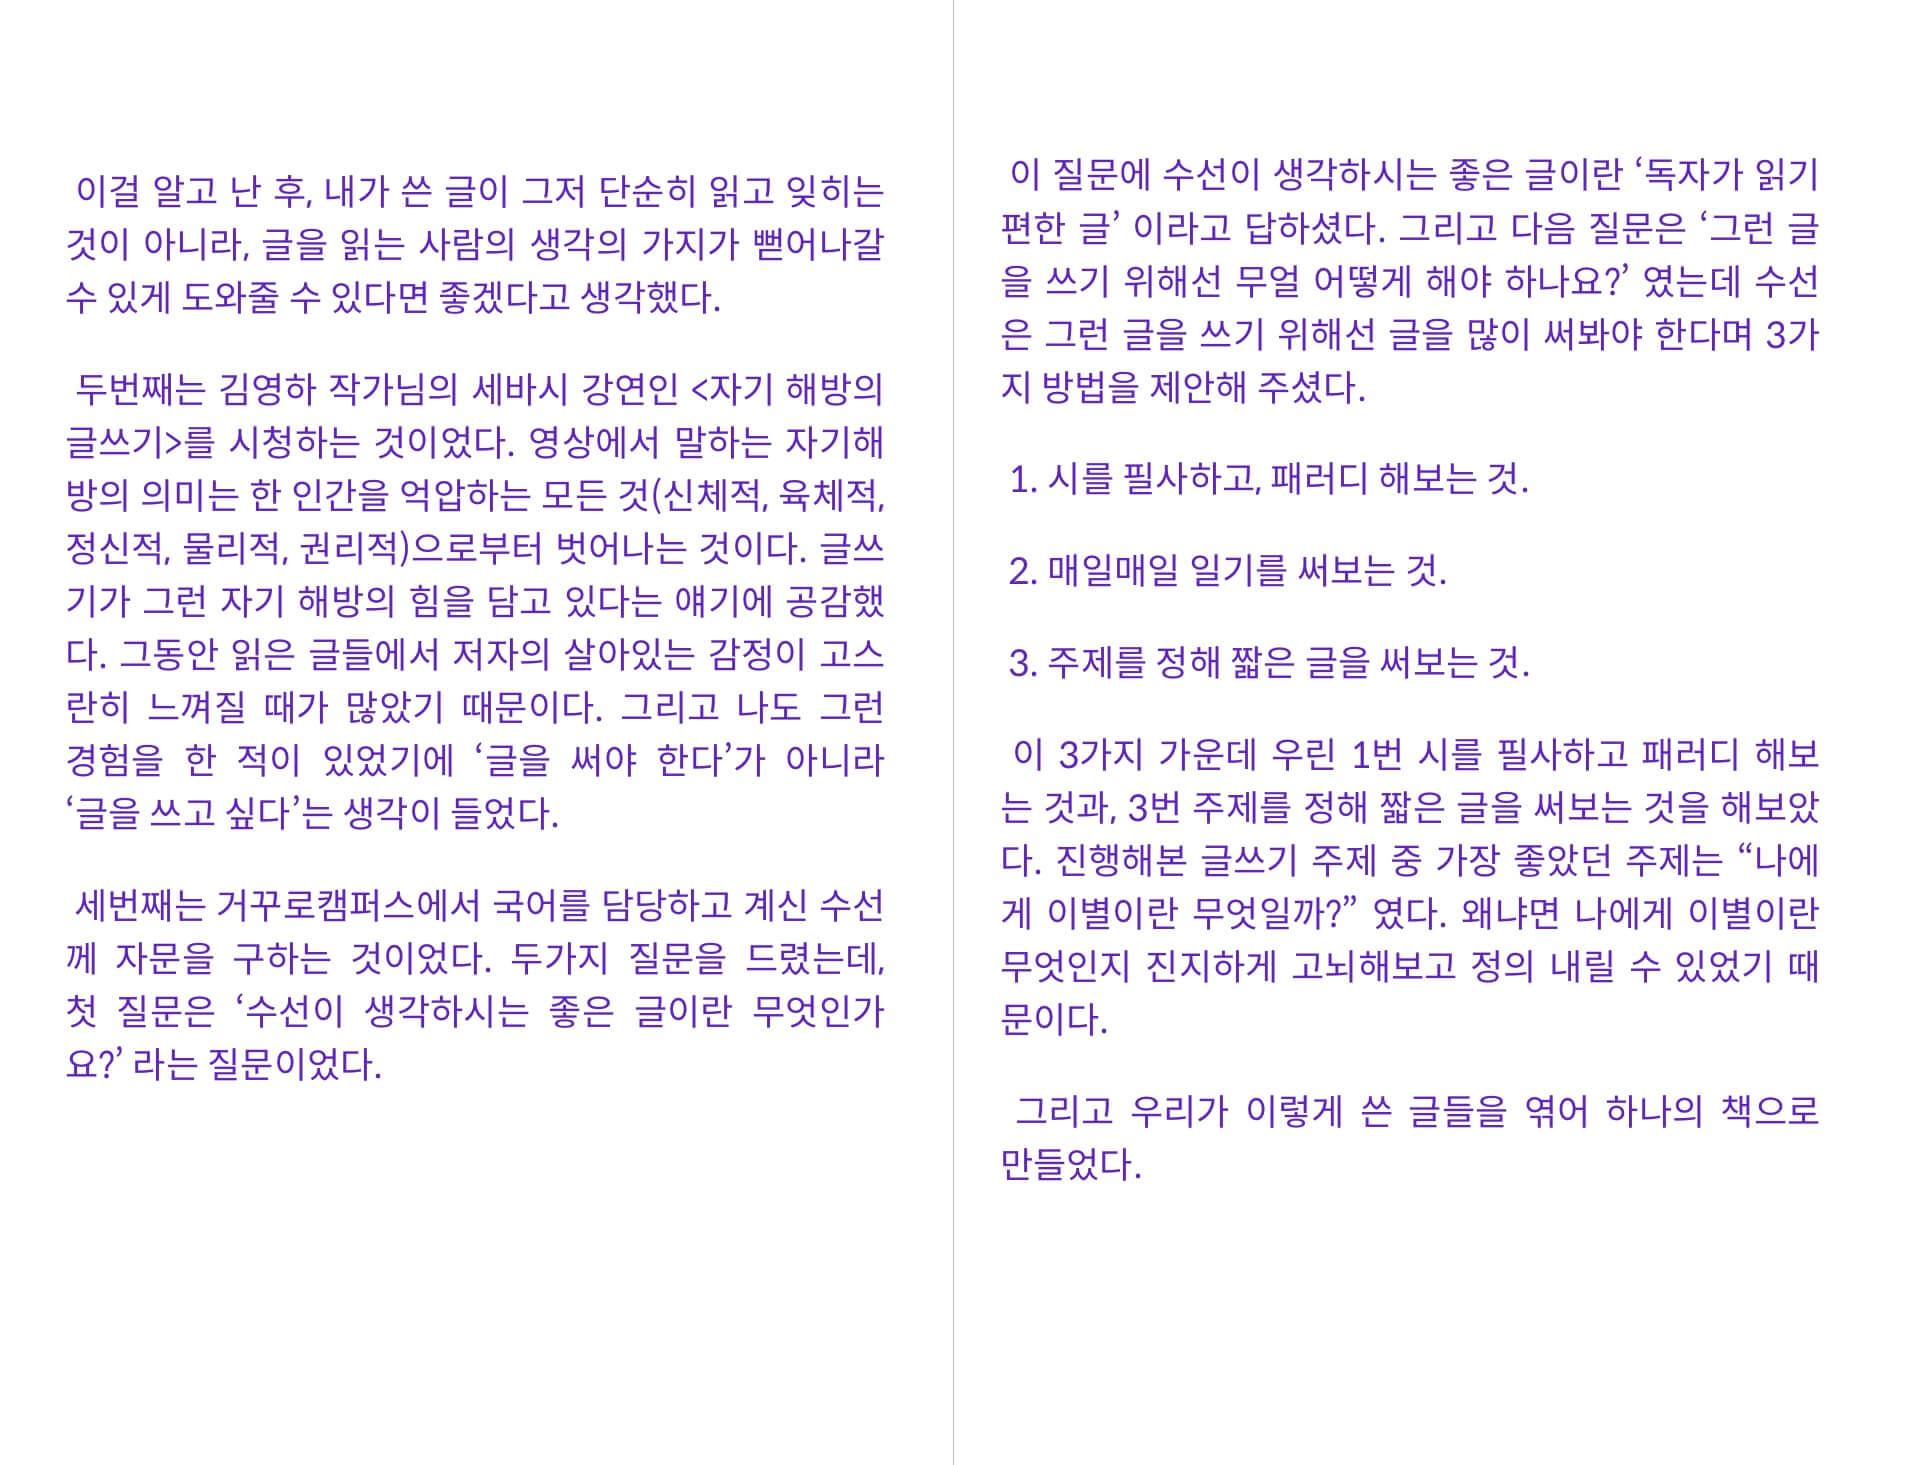 이걸 알고 난 후, 내가 쓴 글이 그저 단순히 읽고 잊히는
것이 아니라, 글을 읽는 사람의 생각의 가지가 뻗어나갈
수 있게 도와줄 수 있다면 좋겠다고 생각했다.
두번째는 김영하 작가님의 세바시 강연인 <자기 해방의
글쓰기>를 시청하는 것이었다. 영상에서 말하는 자기해
방의 의미는 한 인간을 억압하는 모든 것(신체적, 육체적,
정신적, 물리적, 권리적)으로부터 벗어나는 것이다. 글쓰
기가 그런 자기 해방의 힘을 담고 있다는 얘기에 공감했
다. 그동안 읽은 글들에서 저자의 살아있는 감정이 고스
란히 느껴질 때가 많았기 때문이다. 그리고 나도 그런
경험을 한 적이 있었기에 ‘글을 써야 한다’가 아니라
‘글을 쓰고 싶다’는 생각이 들었다.
세번째는 거꾸로캠퍼스에서 국어를 담당하고 계신 수선
께 자문을 구하는 것이었다. 두가지 질문을 드렸는데,
첫 질문은 ‘수선이 생각하시는 좋은 글이란 무엇인가
요?’ 라는 질문이었다.
이 질문에 수선이 생각하시는 좋은 글이란 ‘독자가 읽기
편한 글’ 이라고 답하셨다. 그리고 다음 질문은 ‘그런 글
을 쓰기 위해선 무얼 어떻게 해야 하나요?’ 였는데 수선
은 그런 글을 쓰기 위해선 글을 많이 써봐야 한다며 3가
지 방법을 제안해 주셨다.
1. 시를 필사하고, 패러디 해보는 것.
2. 매일매일 일기를 써보는 것.
3. 주제를 정해 짧은 글을 써보는 것.
이 3가지 가운데 우린 1번 시를 필사하고 패러디 해보
는 것과, 3번 주제를 정해 짧은 글을 써보는 것을 해보았
다. 진행해본 글쓰기 주제 중 가장 좋았던 주제는 “나에
게 이별이란 무엇일까?” 였다. 왜냐면 나에게 이별이란
무엇인지 진지하게 고뇌해보고 정의 내릴 수 있었기 때
문이다.
그리고 우리가 이렇게 쓴 글들을 엮어 하나의 책으로
만들었다.